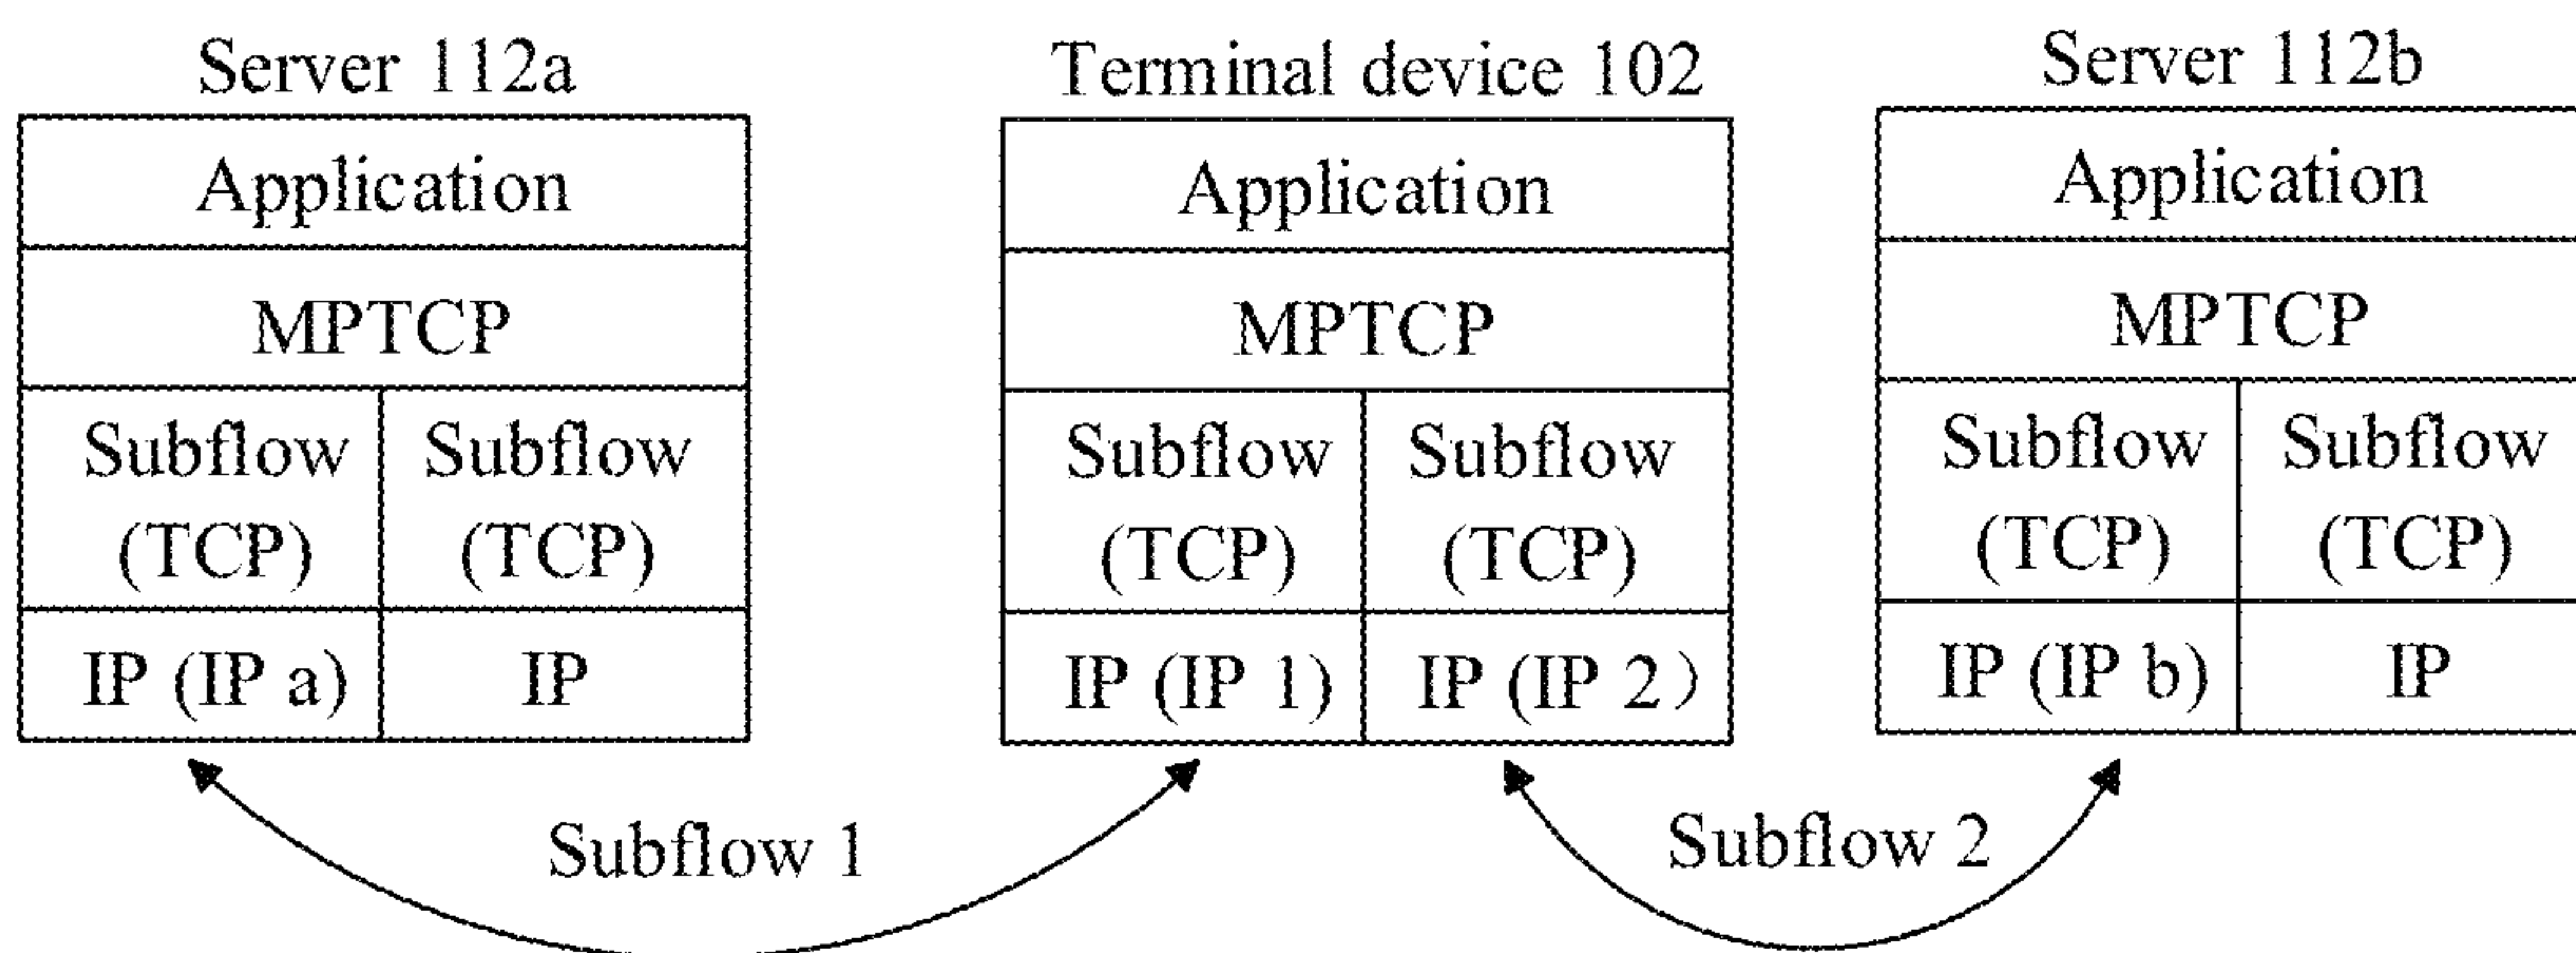 Server 112a
Application
MPTCP
Subflow (TCP)
Subflow (TCP)
IP (IP a)
IP
Terminal device 102
Application
MPTCP
Subflow (TCP)
Subflow (TCP)
IP (IP 1)
IP (IP 2)
Server 112b
Application
MPTCP
Subflow (TCP)
Subflow (TCP)
IP (IP b)
IP
Subflow 1
Subflow 2